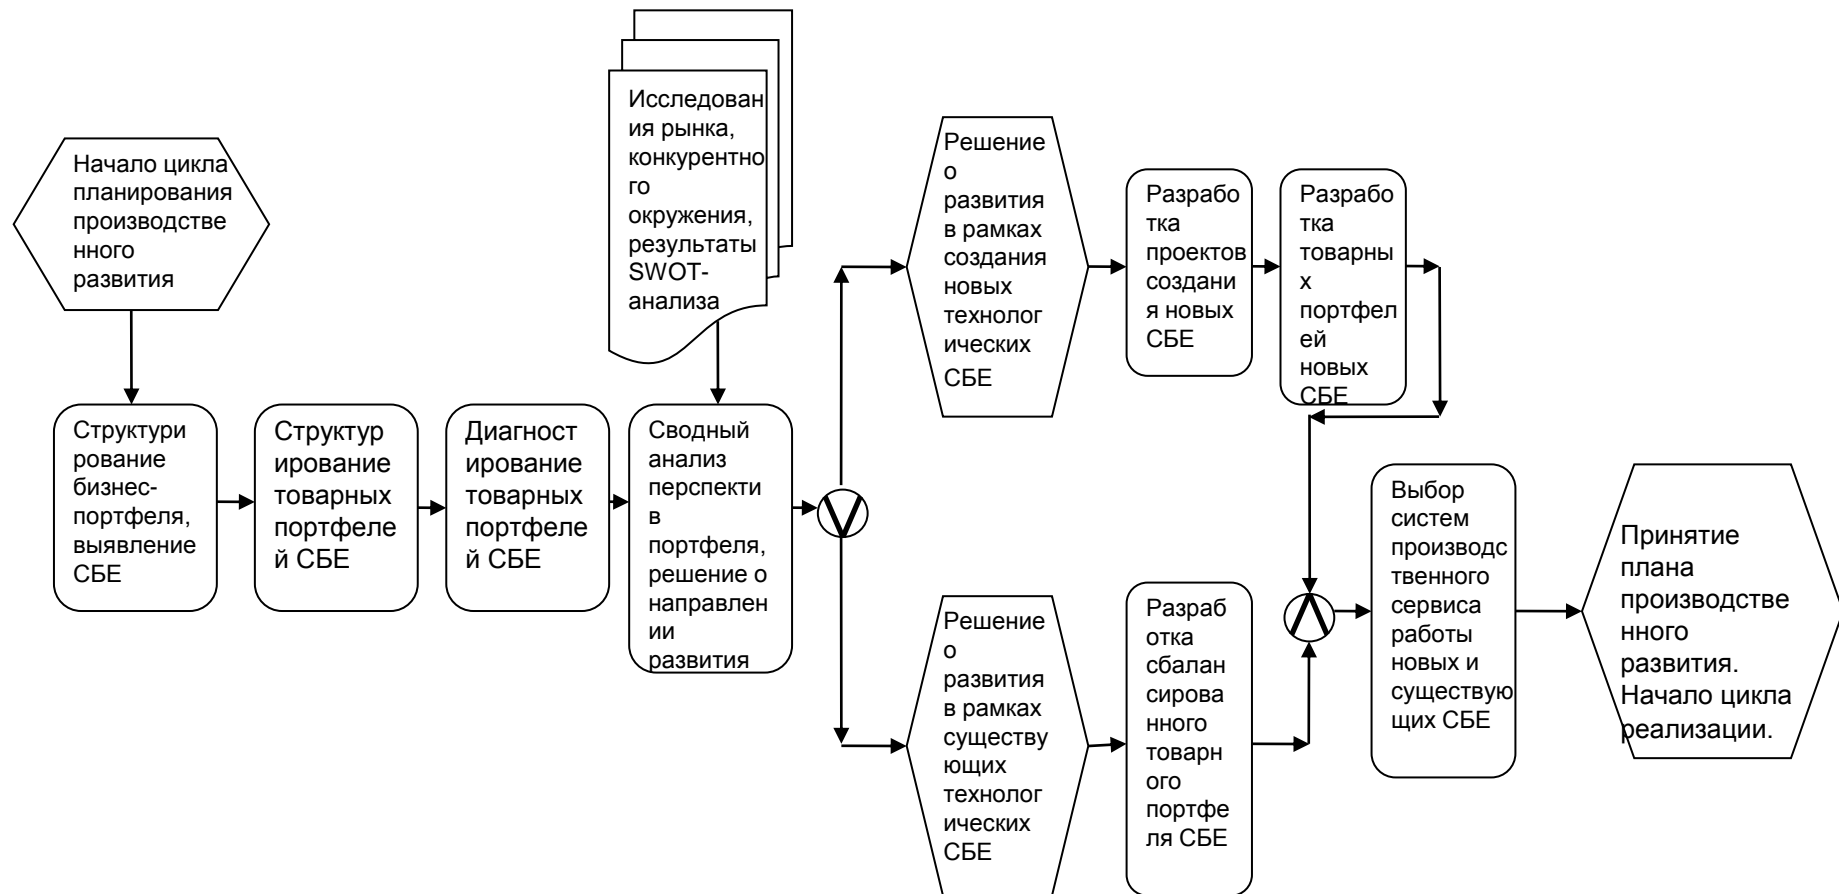 Начало цикла
планирования
производстве
нного
развития
Исследован
ия рынка,
конкурентно
го
окружения,
результаты
SWOT-
анализа
Структури
рование
бизнес-
портфеля,
выявление
СБЕ
Структур
ирование
товарных
портфеле
й СБЕ
Диагност
ирование
товарных
портфеле
й СБЕ
Сводный
анализ
перспекти
в
портфеля,
решение о
направлен
ии
развития
V
Решение
о
развития
в рамках
создания
новых
технолог
ических
СБЕ
Разрабо
тка
проектов
создани
я новых
СБЕ
Разрабо
тка
товарны
х
портфел
ей
новых
СБЕ
Решение
о
развития
в рамках
существу
ющих
технолог
ических
СБЕ
Разраб
отка
сбалан
сирова
нного
товарн
ого
портфе
ля СБЕ
Λ
Выбор
систем
производс
твенного
сервиса
работы
новых и
существую
щих СБЕ
Принятие
плана
производстве
нного
развития.
Начало цикла
реализации.